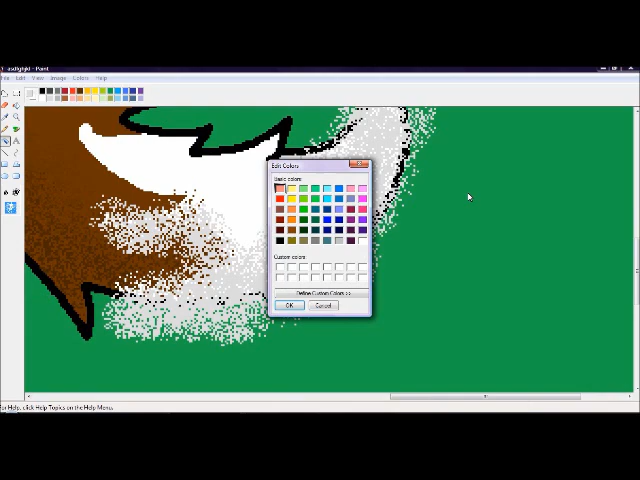 asdfghjkl - Paint
File Edit View Image Colors Help
Edit Colors
Basic colors:
Custom colors:
Define Custom Colors >>
OK Cancel
For Help, click Help Topics on the Help Menu.